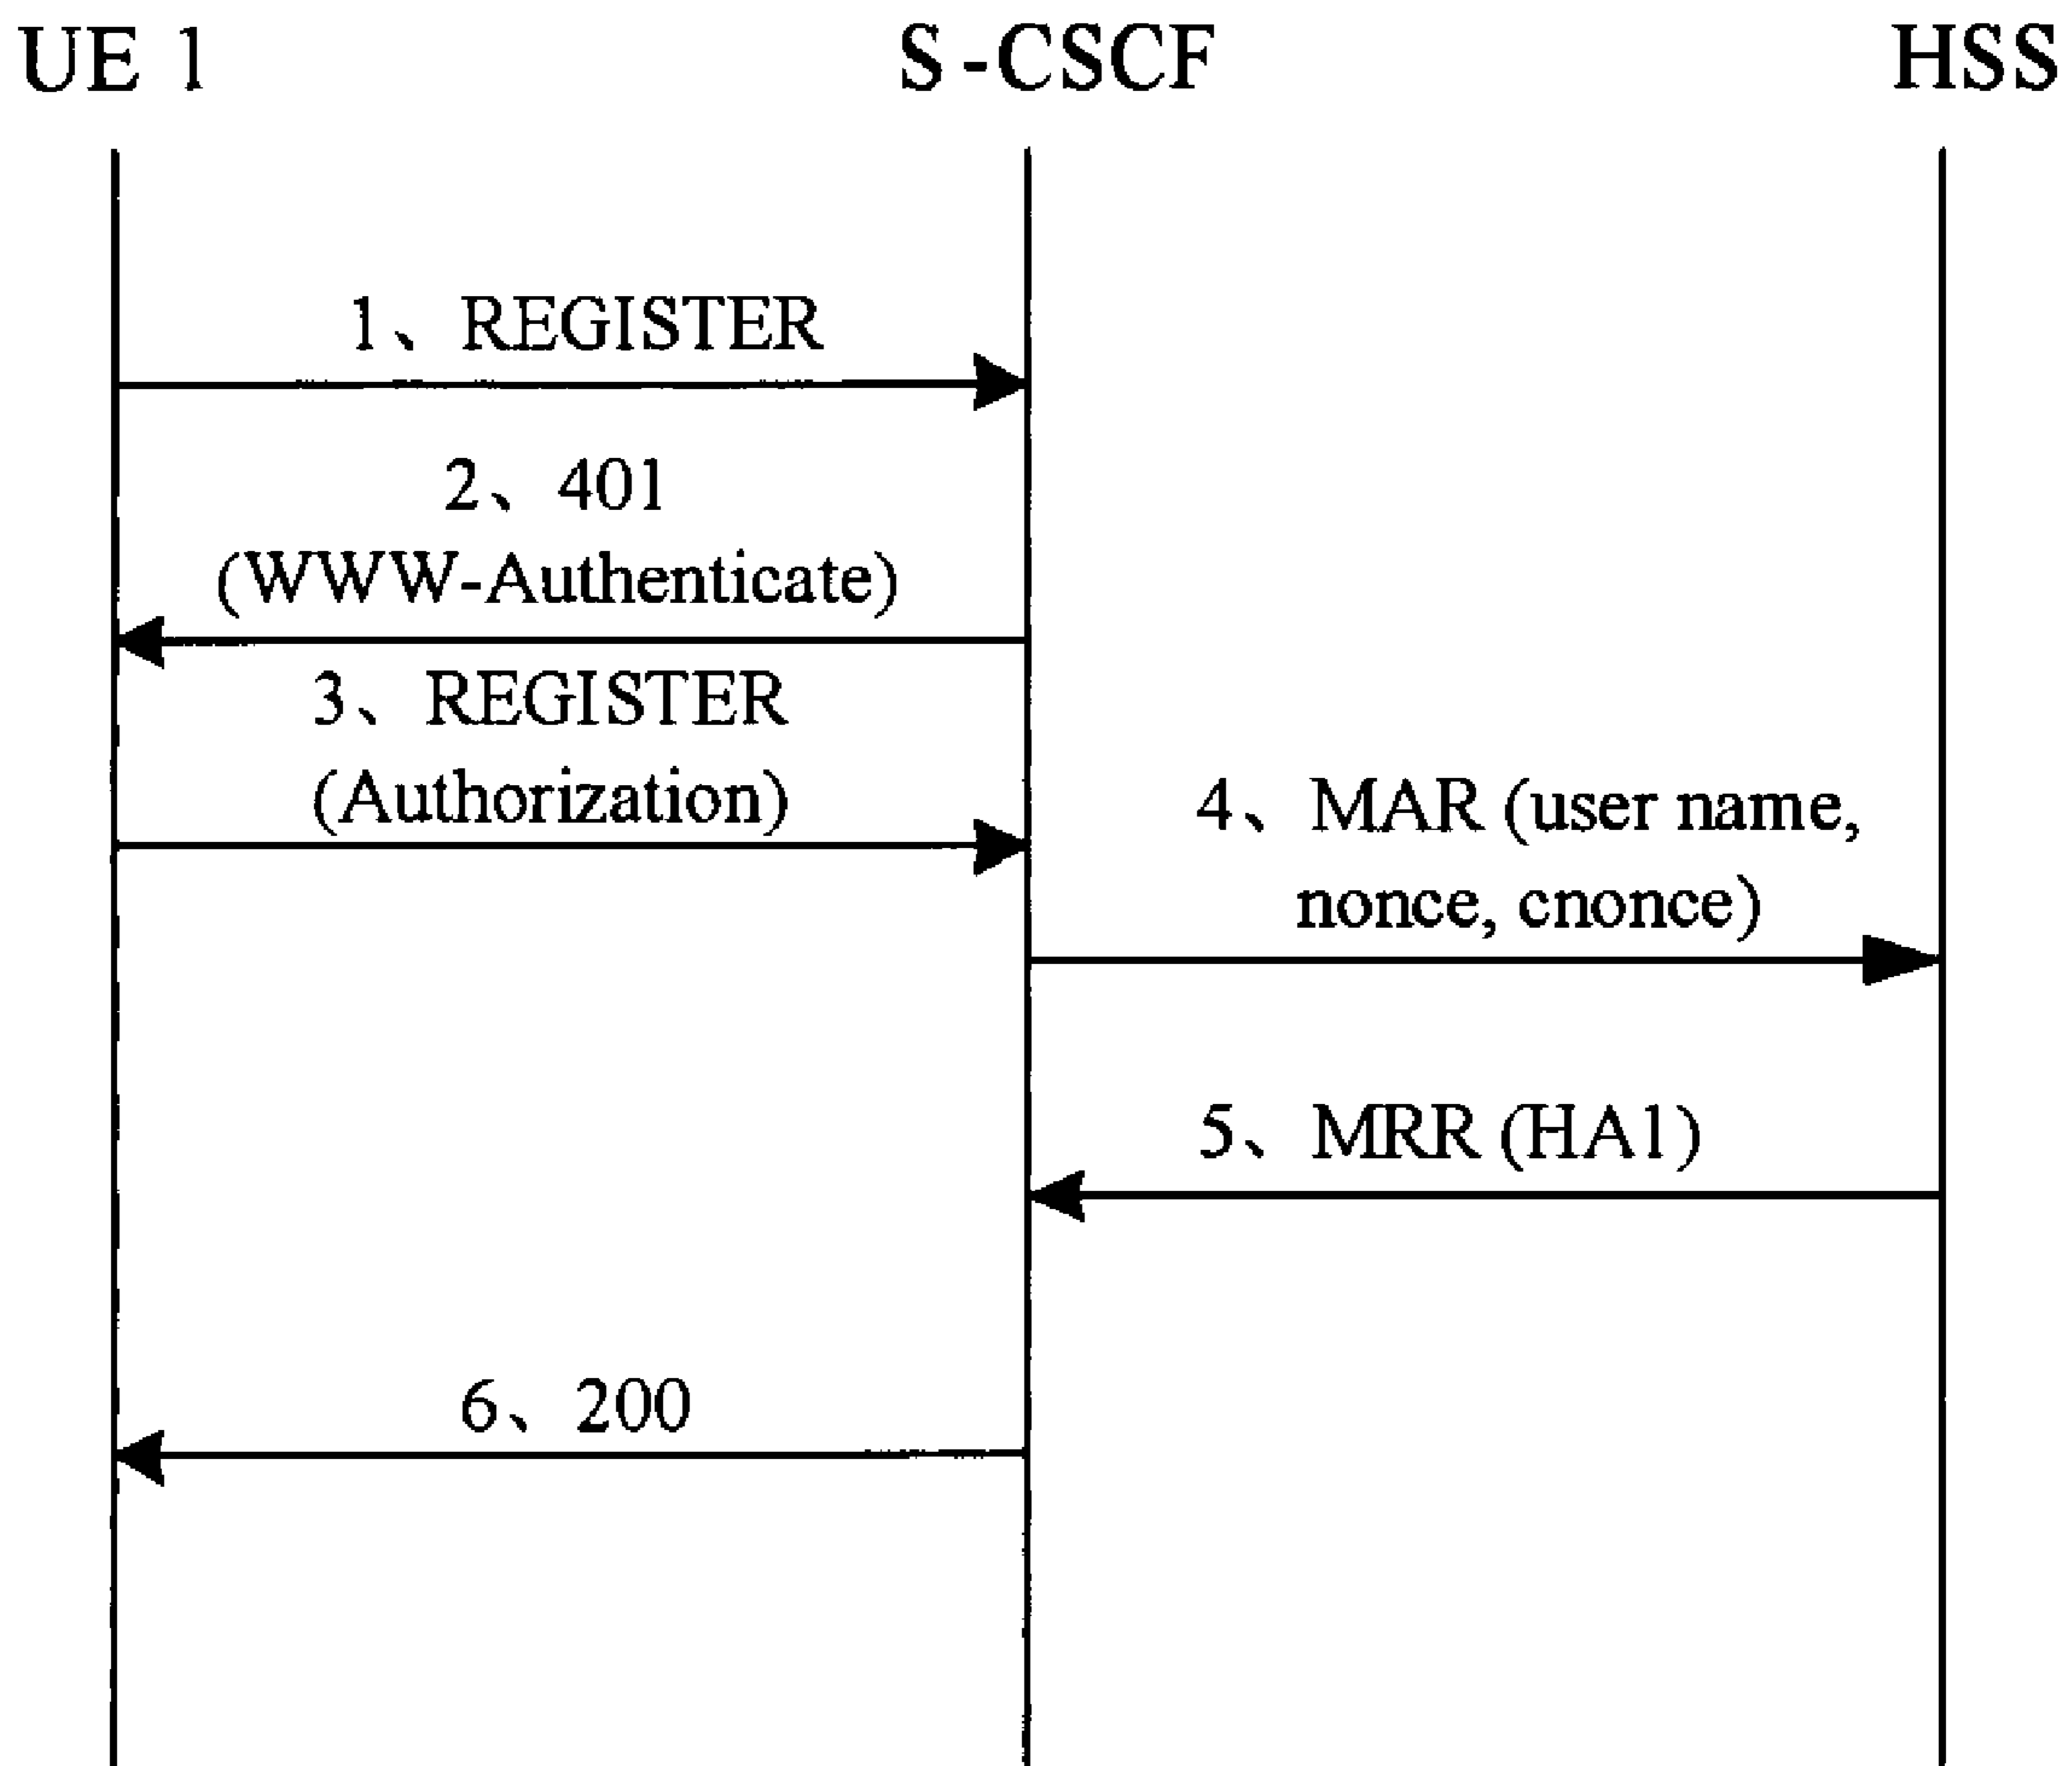 UE 1
S-CSCF
HSS
1、REGISTER
2、401
(WWW-Authenticate)
3、REGISTER
(Authorization)
4、MAR (user name,
nonce, cnonce)
5、MRR (HA1)
6、200